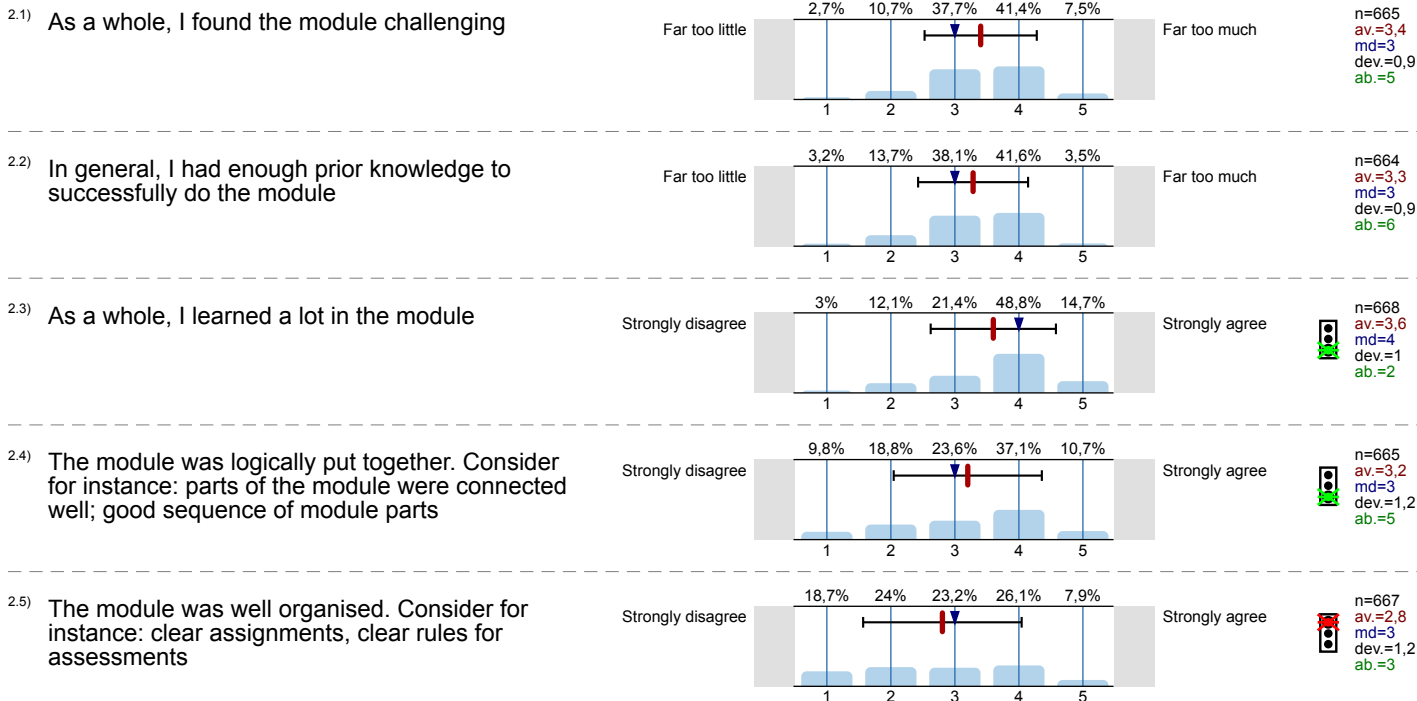 2.1) As a whole, I found the module challenging
Far too little
2,7% 10,7% 37,7% 41,4% 7,5%
1 2 3 4 5
Far too much
n=665
av.=3,4
md=3
dev.=0,9
ab.=5
2.2) In general, I had enough prior knowledge to
successfully do the module
Far too little
3,2% 13,7% 38,1% 41,6% 3,5%
1 2 3 4 5
Far too much
n=664
av.=3,3
md=3
dev.=0,9
ab.=6
2.3) As a whole, I learned a lot in the module
Strongly disagree
3% 12,1% 21,4% 48,8% 14,7%
1 2 3 4 5
Strongly agree
n=668
av.=3,6
md=4
dev.=1
ab.=2
2.4) The module was logically put together. Consider
for instance: parts of the module were connected
well; good sequence of module parts
Strongly disagree
9,8% 18,8% 23,6% 37,1% 10,7%
1 2 3 4 5
Strongly agree
n=665
av.=3,2
md=3
dev.=1,2
ab.=5
2.5) The module was well organised. Consider for
instance: clear assignments, clear rules for
assessments
Strongly disagree
18,7% 24% 23,2% 26,1% 7,9%
1 2 3 4 5
Strongly agree
n=667
av.=2,8
md=3
dev.=1,2
ab.=3